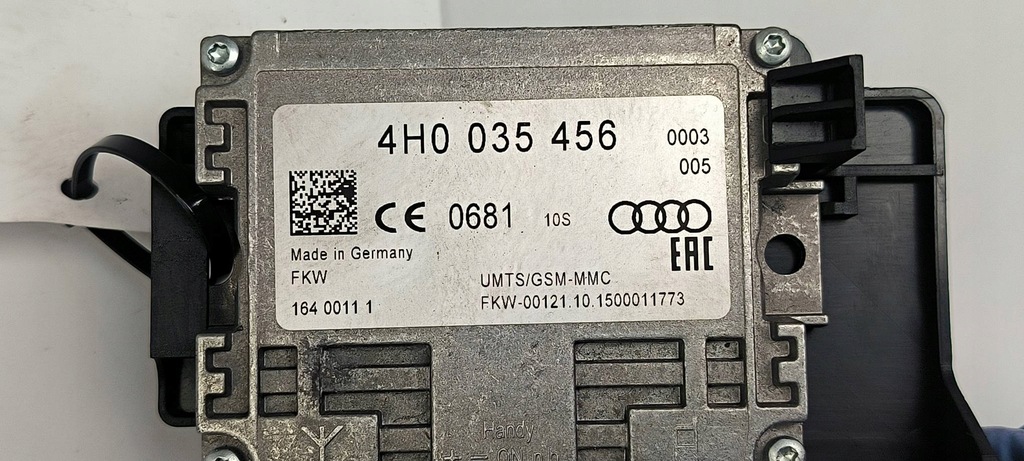 4H0 035 456
0003
005
CE 0681 10S
EAC
Made in Germany
FKW
164 0011 1
UMTS/GSM-MMC
FKW-00121.10.1500011773
Handy